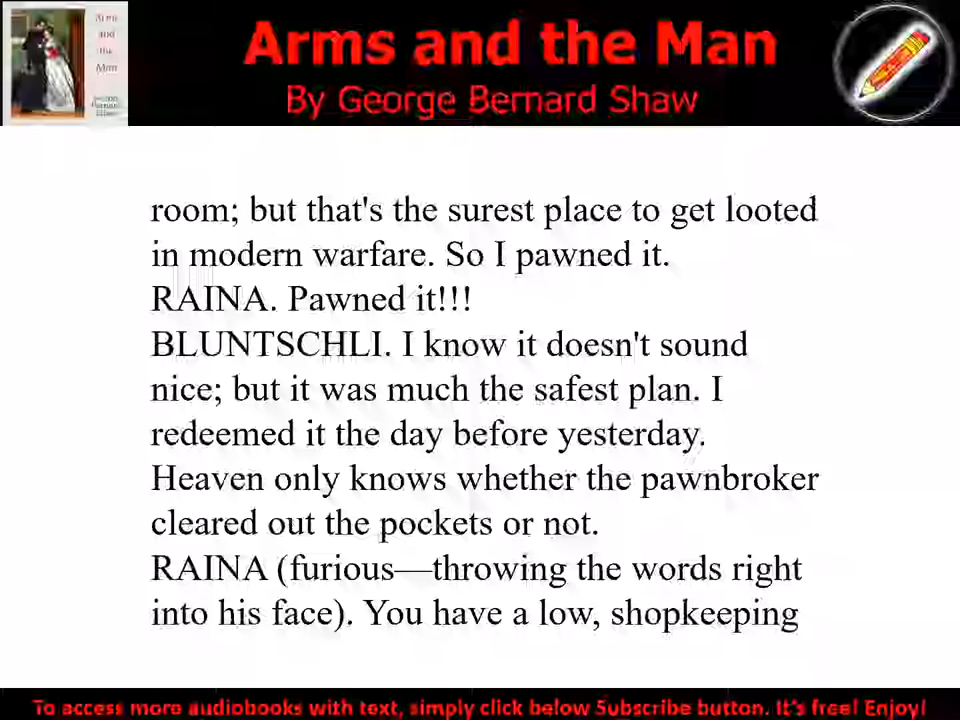 Arms
and
the
Man
Arms and the Man
By George Bernard Shaw
room; but that's the surest place to get looted
in modern warfare. So I pawned it.
RAINA. Pawned it!!!
BLUNTSCHLI. I know it doesn't sound
nice; but it was much the safest plan. I
redeemed it the day before yesterday.
Heaven only knows whether the pawnbroker
cleared out the pockets or not.
RAINA (furious—throwing the words right
into his face). You have a low, shopkeeping
To access more audiobooks with text, simply click below Subscribe button. It's free! Enjoy!